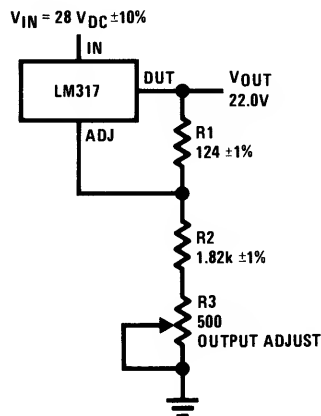 VIN = 28 VDC ±10%
IN
LM317
DUT
VOUT
22.0V
ADJ
R1
124 ±1%
R2
1.82k ±1%
R3
500
OUTPUT ADJUST